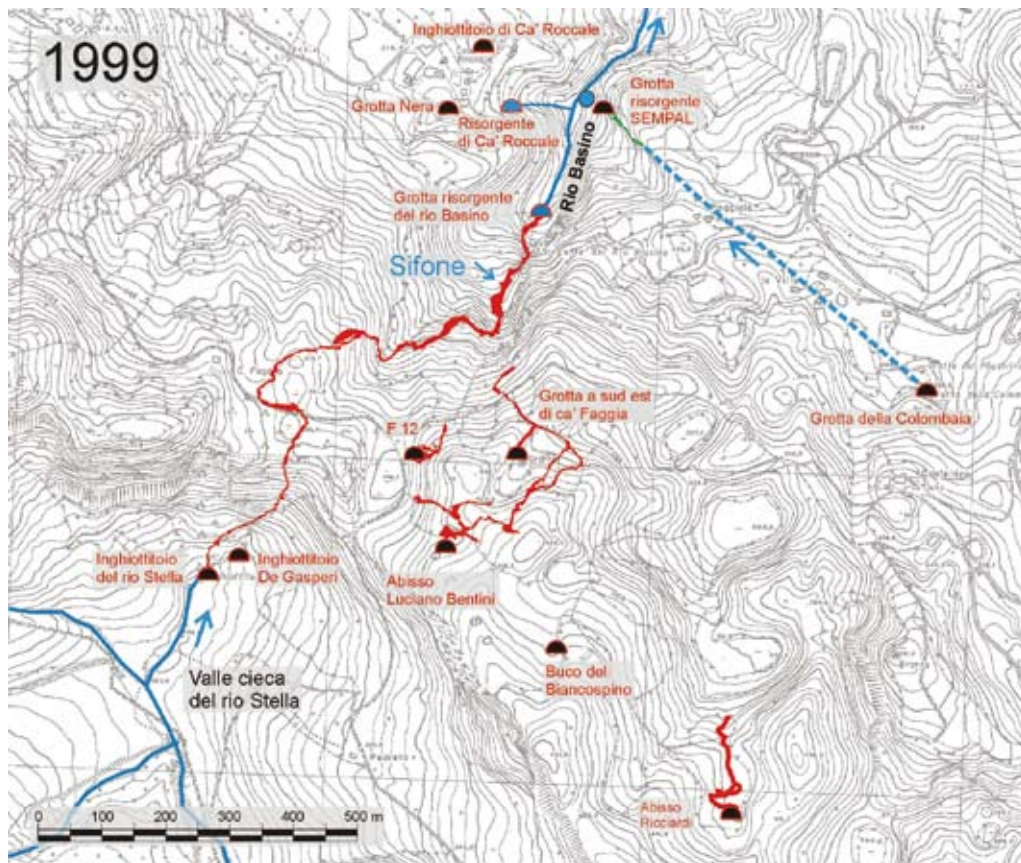 1999
Inghiottitoio di Ca' Roccale
Grotta Nera
Risorgente
di Ca' Roccale
Grotta
risorgente
SEMPAL
Rio Basino
Grotta risorgente
del rio Basino
Sifone
Grotta a sud est
di ca' Faggia
F 12
Grotta della Colombaia
Inghiottitoio
del rio Stella
Inghiottitoio
De Gasperi
Abisso
Luciano Bentini
Valle cieca
del rio Stella
Buco del
Biancospino
Abisso
Ricciardi
0 100 200 300 400 500 m